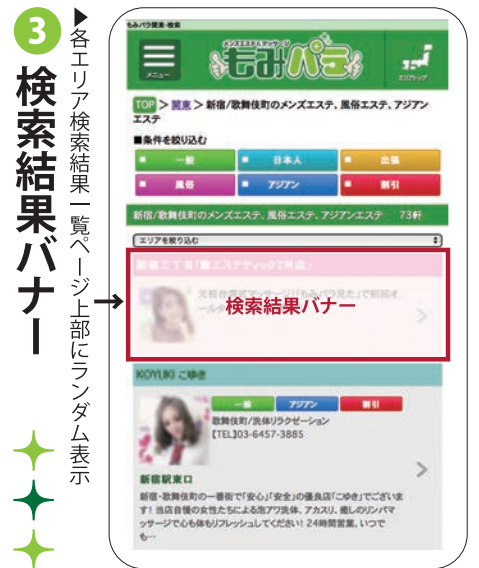 3
検索結果バナー
▶各エリア検索結果一覧ページ上部にランダム表示
もみパラ関東-検索
メニュー
メンズエステ&マッサージ
もみパラ
エリアトップ
TOP > 関東 > 新宿/歌舞伎町のメンズエステ、風俗エステ、アジアン
エステ
■条件を絞り込む
一般
日本人
出張
風俗
アジアン
割引
新宿/歌舞伎町のメンズエステ、風俗エステ、アジアンエステ 73軒
エリアを絞り込む
→
検索結果バナー
KOYUKI こゆき
一般 アジアン 割引
歌舞伎町/洗体リラクゼーション
【TEL】03-6457-3885
新宿駅東口
新宿・歌舞伎町の一番街で「安心」「安全」の優良店「こゆき」でございま
す! 当店自慢の女性たちによる泡アワ洗体、アカスリ、癒しのリンパマ
ッサージで心も体もリフレッシュしてください! 24時間営業、いつで
も…